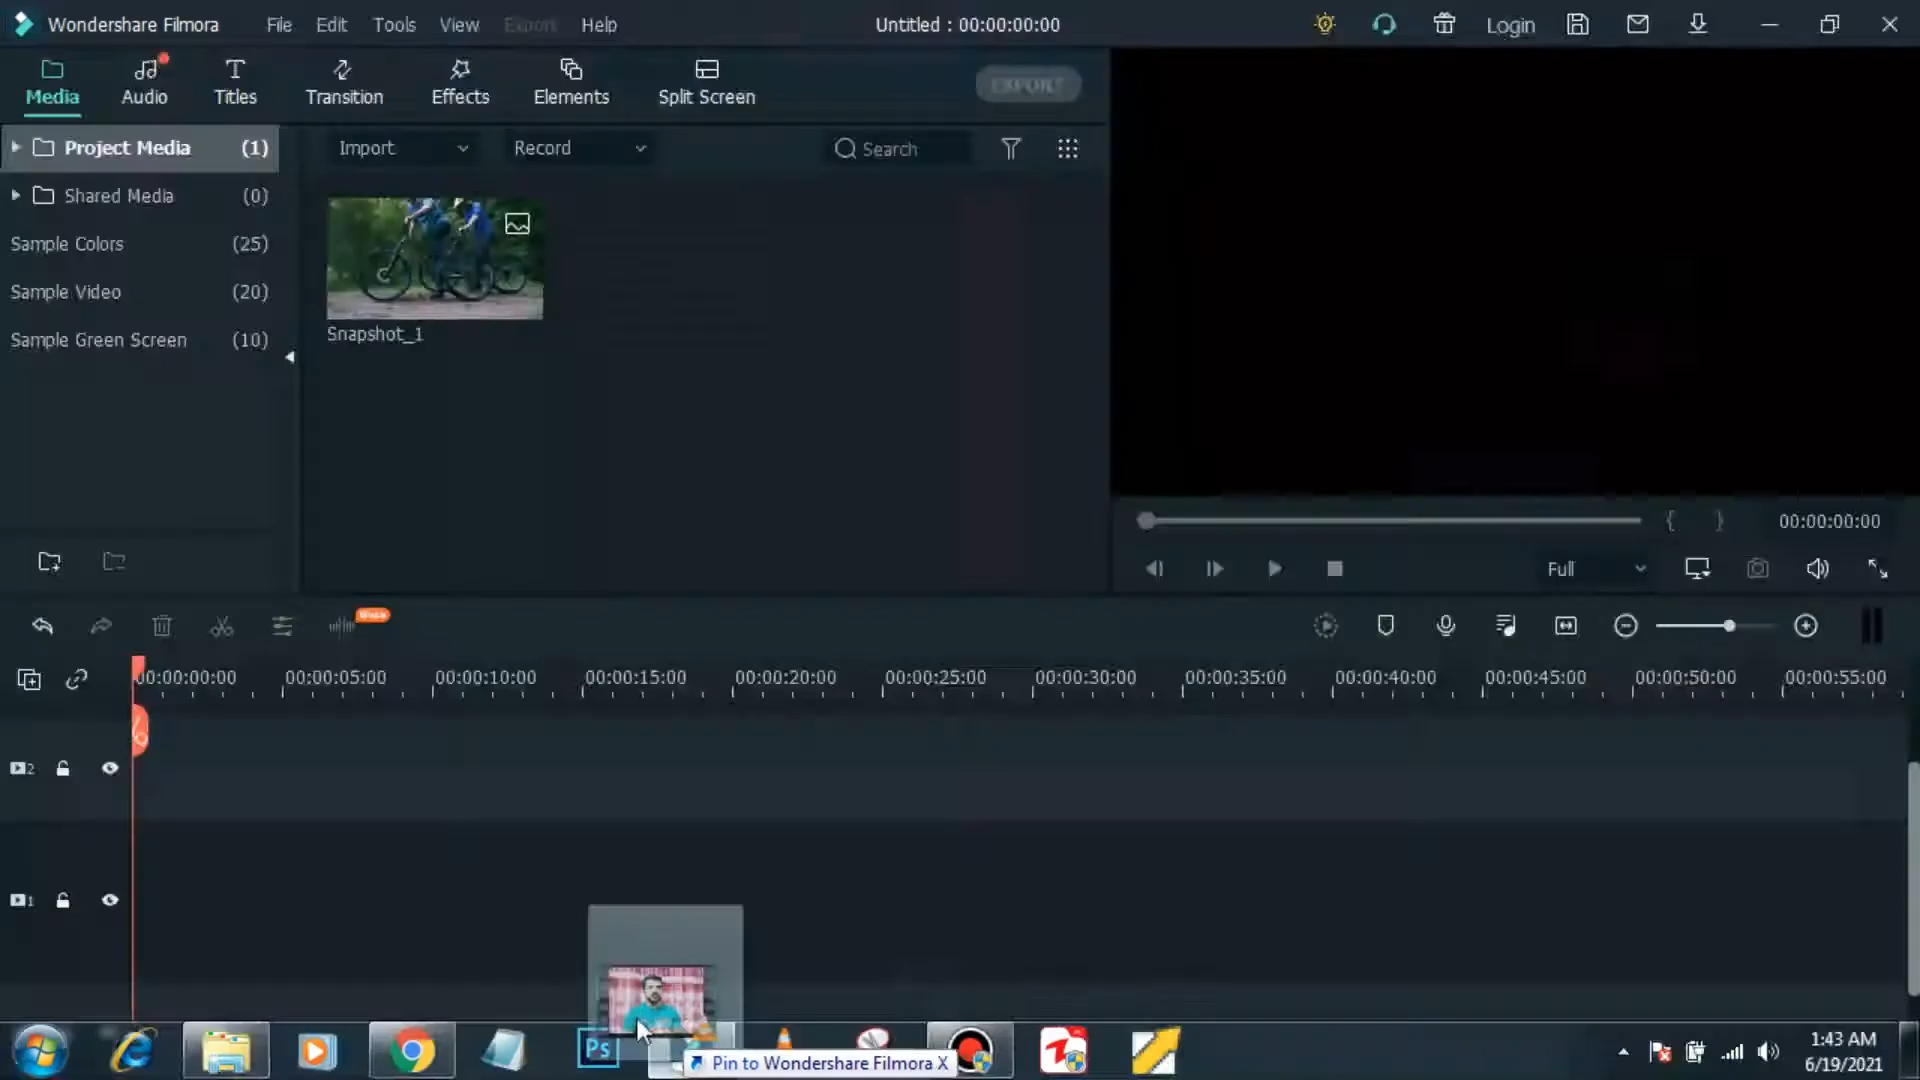 Wondershare Filmora File Edit Tools View Export Help Untitled : 00:00:00:00 Login
Media Audio Titles Transition Effects Elements Split Screen EXPORT
Project Media (1) Import Record Search
Shared Media (0)
Sample Colors (25)
Sample Video (20)
Sample Green Screen (10)
Snapshot_1
00:00:00:00
Full
00:00:00:00 00:00:05:00 00:00:10:00 00:00:15:00 00:00:20:00 00:00:25:00 00:00:30:00 00:00:35:00 00:00:40:00 00:00:45:00 00:00:50:00 00:00:55:00
2
1
Ps
Pin to Wondershare Filmora X
1:43 AM
6/19/2021